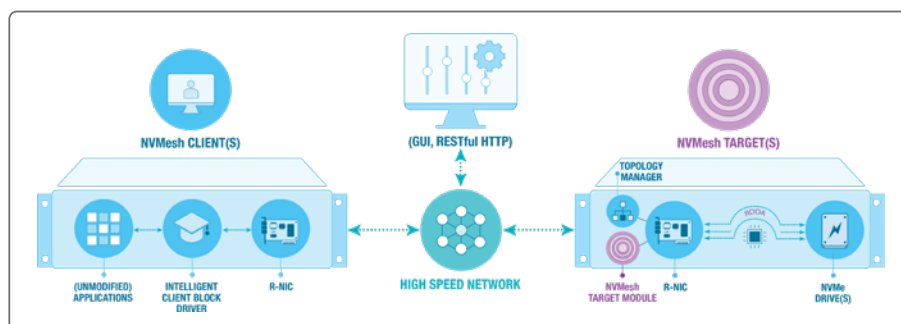 NVMesh CLIENT(S)
(GUI, RESTful HTTP)
NVMesh TARGET(S)
TOPOLOGY
MANAGER
RDDA
(UNMODIFIED)
APPLICATIONS
INTELLIGENT
CLIENT BLOCK
DRIVER
R-NIC
HIGH SPEED NETWORK
NVMesh
TARGET MODULE
R-NIC
NVMe
DRIVE(S)